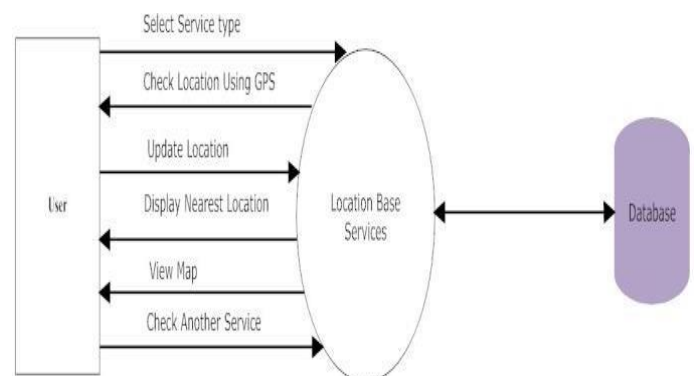 Select Service type
Check Location Using GPS
Update Location
User
Display Nearest Location
Location Base
Services
Database
View Map
Check Another Service